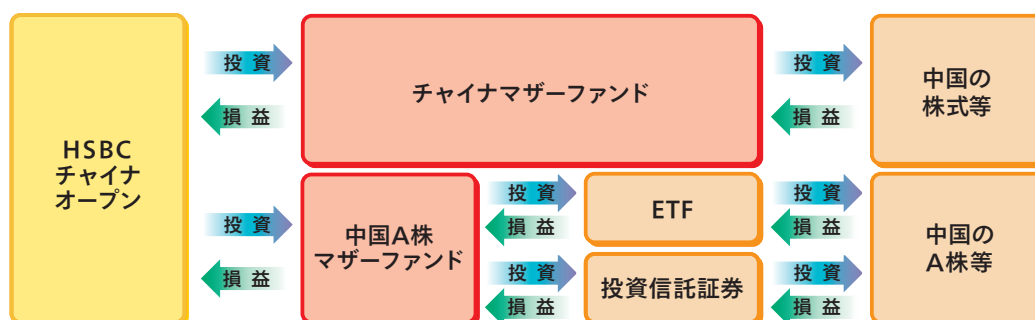 HSBC
チャイナ
オープン
投資
損益
チャイナマザーファンド
投資
損益
中国の
株式等
投資
損益
中国A株
マザーファンド
投資
損益
ETF
投資
損益
投資
損益
投資信託証券
投資
損益
中国の
A株等